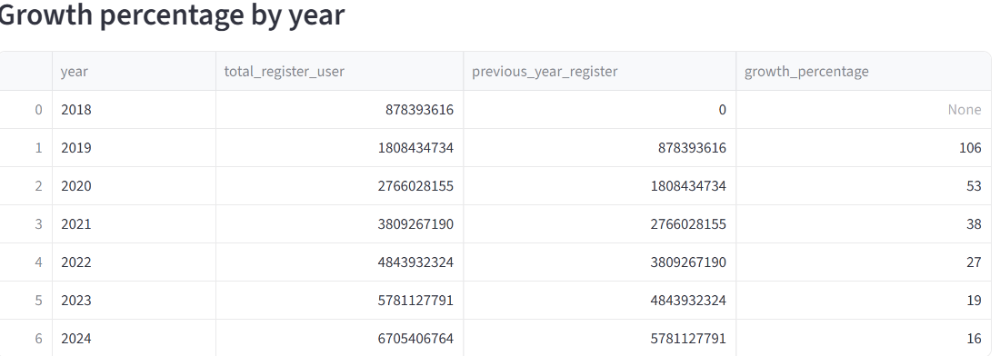 Growth percentage by year
year total_register_user previous_year_register growth_percentage
0 2018 878393616 0 None
1 2019 1808434734 878393616 106
2 2020 2766028155 1808434734 53
3 2021 3809267190 2766028155 38
4 2022 4843932324 3809267190 27
5 2023 5781127791 4843932324 19
6 2024 6705406764 5781127791 16